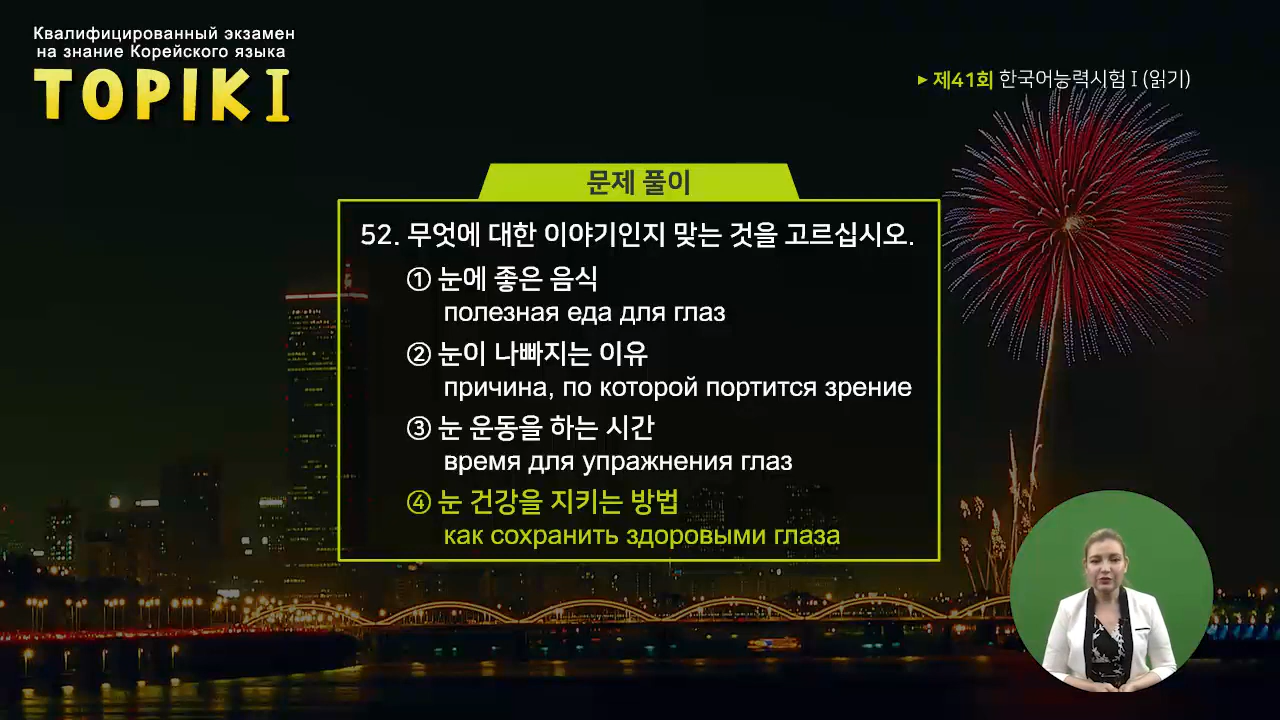 Квалифицированный экзамен
на знание Корейского языка
TOPIK I
▸ 제41회 한국어능력시험 I (읽기)
문제 풀이
52. 무엇에 대한 이야기인지 맞는 것을 고르십시오.
① 눈에 좋은 음식
полезная еда для глаз
② 눈이 나빠지는 이유
причина, по которой портится зрение
③ 눈 운동을 하는 시간
время для упражнения глаз
④ 눈 건강을 지키는 방법
как сохранить здоровыми глаза